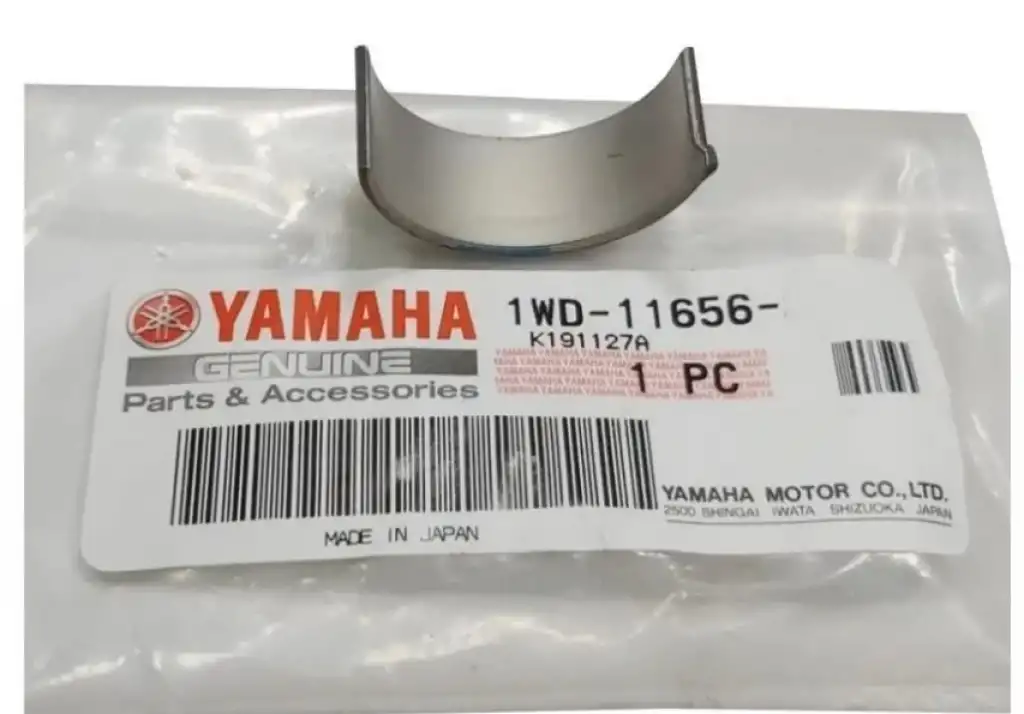 YAMAHA
GENUINE
Parts & Accessories
1WD-11656-
K191127A
1 PC
YAMAHA MOTOR CO.,LTD.
2500 SHINGAI IWATA SHIZUOKA JAPAN
MADE IN JAPAN